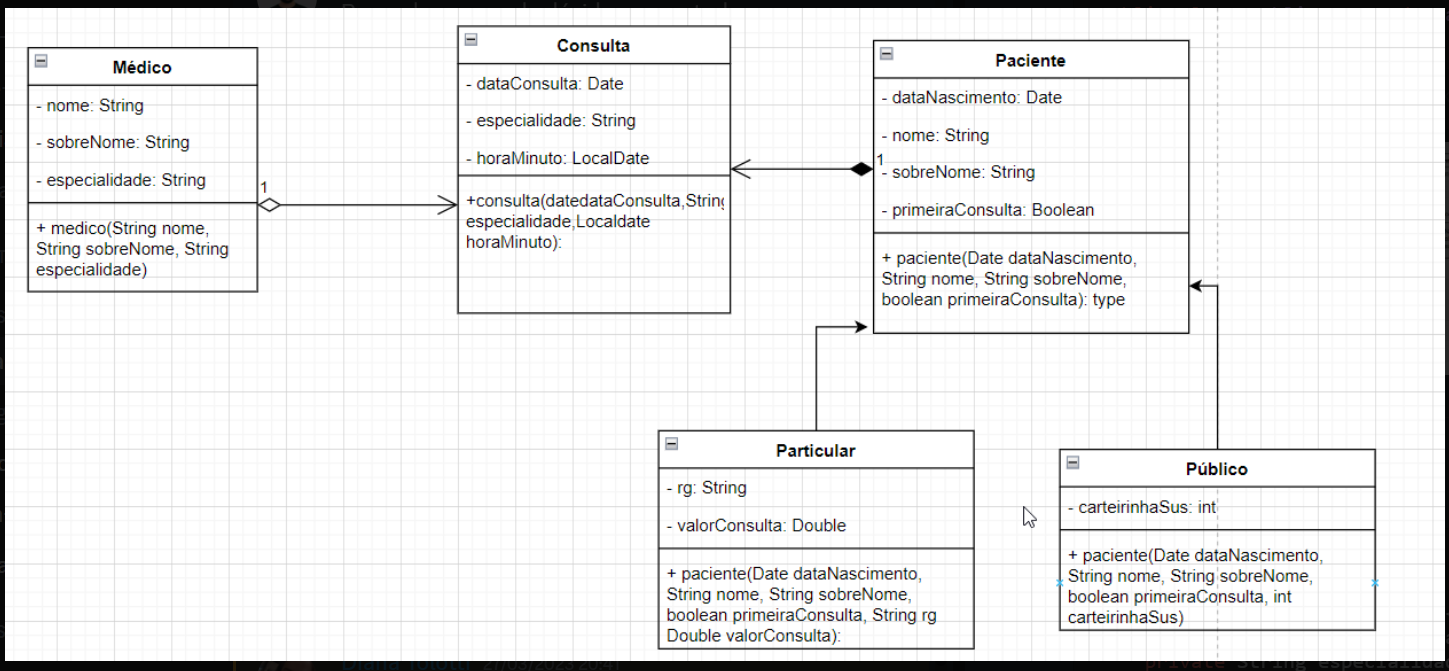 Médico
- nome: String
- sobreNome: String
- especialidade: String
1
+ medico(String nome,
String sobreNome, String
especialidade)
Consulta
- dataConsulta: Date
- especialidade: String
- horaMinuto: LocalDate
+consulta(datedataConsulta,String
especialidade,Localdate
horaMinuto):
Paciente
- dataNascimento: Date
- nome: String
1
- sobreNome: String
- primeiraConsulta: Boolean
+ paciente(Date dataNascimento,
String nome, String sobreNome,
boolean primeiraConsulta): type
Particular
- rg: String
- valorConsulta: Double
+ paciente(Date dataNascimento,
String nome, String sobreNome,
boolean primeiraConsulta, String rg
Double valorConsulta):
Público
- carteirinhaSus: int
+ paciente(Date dataNascimento,
String nome, String sobreNome,
boolean primeiraConsulta, int
carteirinhaSus)